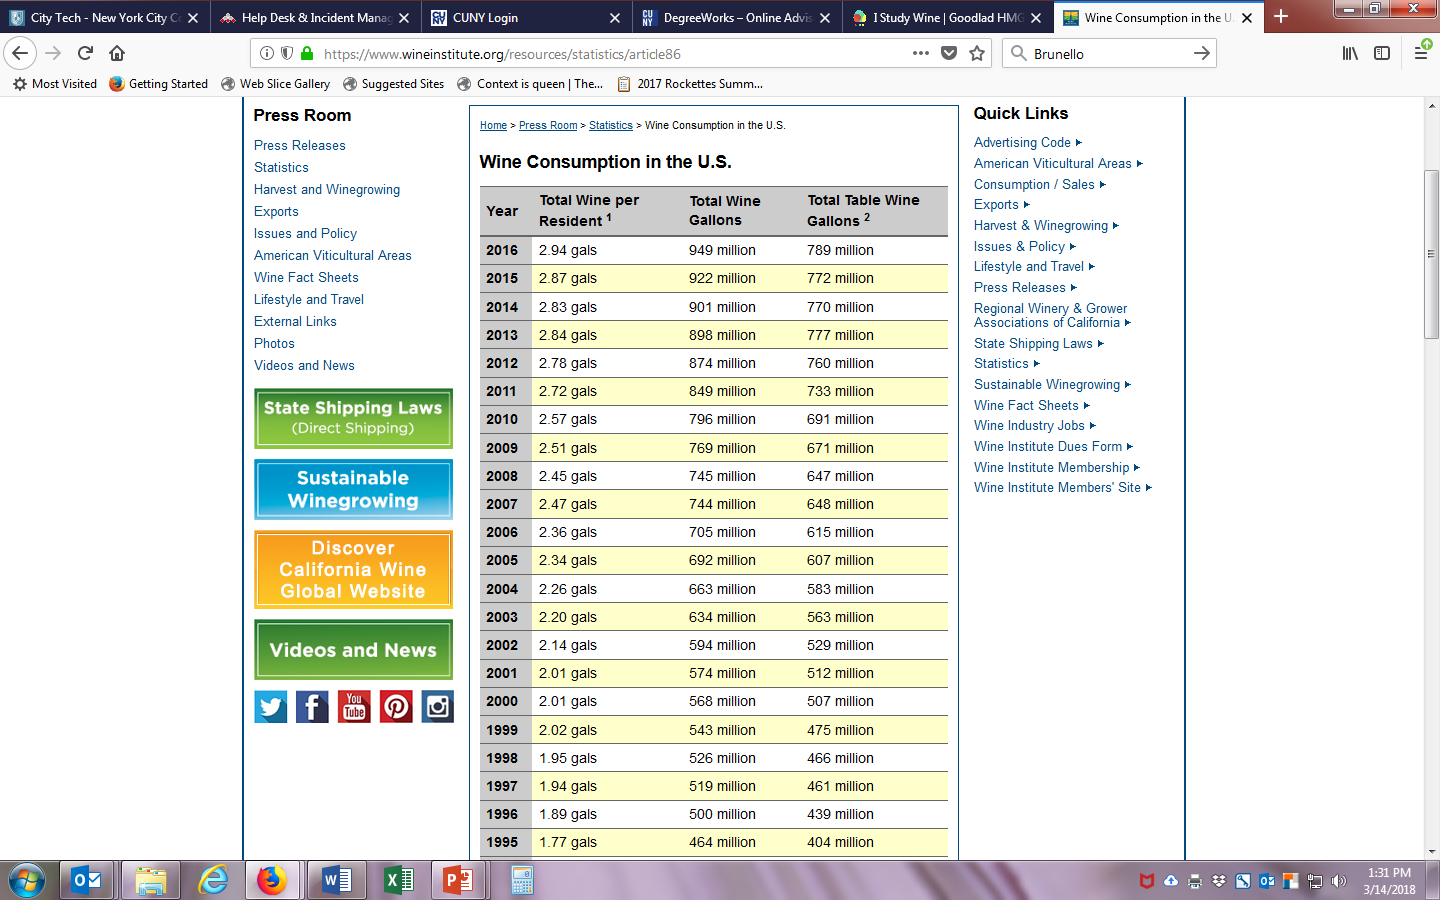 City Tech - New York City Co
Help Desk & Incident Manag
CUNY Login
DegreeWorks – Online Advis
I Study Wine | Goodlad HMG
Wine Consumption in the U.
https://www.wineinstitute.org/resources/statistics/article86
Brunello
Most Visited
Getting Started
Web Slice Gallery
Suggested Sites
Context is queen | The...
2017 Rockettes Summ...
Press Room
Press Releases
Statistics
Harvest and Winegrowing
Exports
Issues and Policy
American Viticultural Areas
Wine Fact Sheets
Lifestyle and Travel
External Links
Photos
Videos and News
State Shipping Laws
(Direct Shipping)
Sustainable
Winegrowing
Discover
California Wine
Global Website
Videos and News
You
Tube
Home > Press Room > Statistics > Wine Consumption in the U.S.
Wine Consumption in the U.S.
Year Total Wine per Resident 1 Total Wine Gallons Total Table Wine Gallons 2
2016 2.94 gals 949 million 789 million
2015 2.87 gals 922 million 772 million
2014 2.83 gals 901 million 770 million
2013 2.84 gals 898 million 777 million
2012 2.78 gals 874 million 760 million
2011 2.72 gals 849 million 733 million
2010 2.57 gals 796 million 691 million
2009 2.51 gals 769 million 671 million
2008 2.45 gals 745 million 647 million
2007 2.47 gals 744 million 648 million
2006 2.36 gals 705 million 615 million
2005 2.34 gals 692 million 607 million
2004 2.26 gals 663 million 583 million
2003 2.20 gals 634 million 563 million
2002 2.14 gals 594 million 529 million
2001 2.01 gals 574 million 512 million
2000 2.01 gals 568 million 507 million
1999 2.02 gals 543 million 475 million
1998 1.95 gals 526 million 466 million
1997 1.94 gals 519 million 461 million
1996 1.89 gals 500 million 439 million
1995 1.77 gals 464 million 404 million
Quick Links
Advertising Code
American Viticultural Areas
Consumption / Sales
Exports
Harvest & Winegrowing
Issues & Policy
Lifestyle and Travel
Press Releases
Regional Winery & Grower
Associations of California
State Shipping Laws
Statistics
Sustainable Winegrowing
Wine Fact Sheets
Wine Industry Jobs
Wine Institute Dues Form
Wine Institute Membership
Wine Institute Members' Site
1:31 PM
3/14/2018